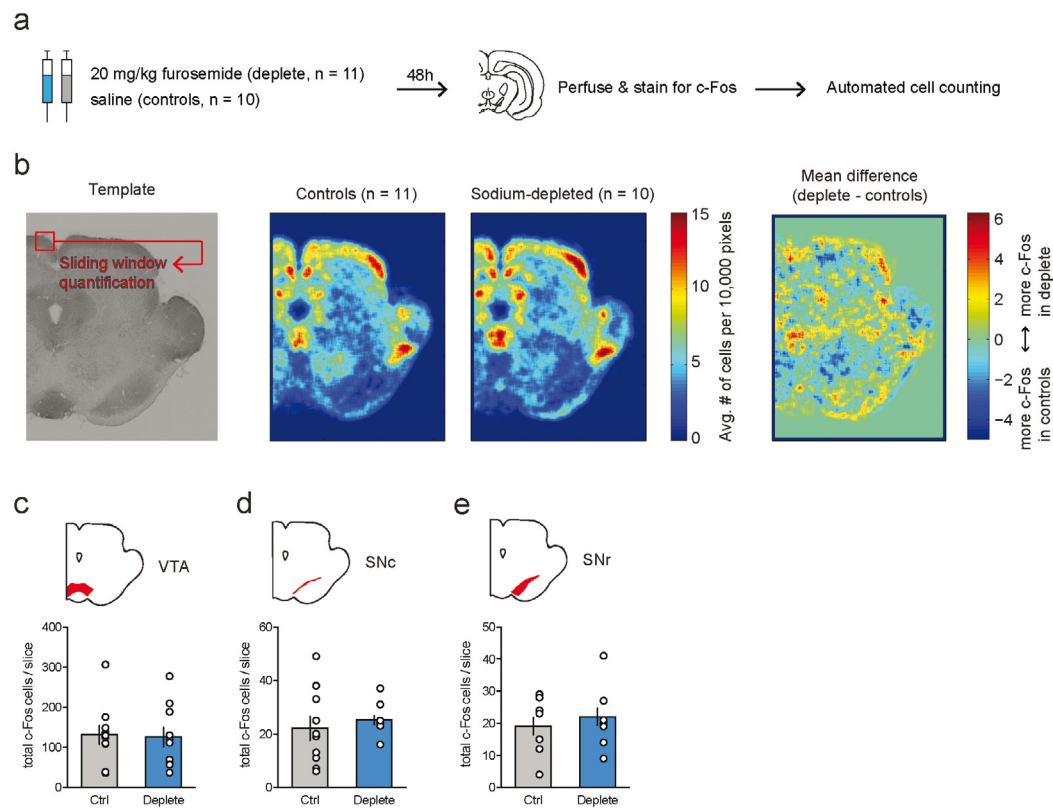 a
20 mg/kg furosemide (deplete, n = 11)
saline (controls, n = 10)
48h
Perfuse & stain for c-Fos
Automated cell counting
b
Template
Sliding window
quantification
Controls (n = 11)
Sodium-depleted (n = 10)
15
10
5
0
Avg. # of cells per 10,000 pixels
Mean difference
(deplete - controls)
6
4
2
0
−2
−4
more c-Fos
in deplete
more c-Fos
in controls
c
VTA
total c-Fos cells / slice
400
300
200
100
0
Ctrl
Deplete
d
SNc
total c-Fos cells / slice
60
40
20
0
Ctrl
Deplete
e
SNr
total c-Fos cells / slice
50
40
30
20
10
0
Ctrl
Deplete